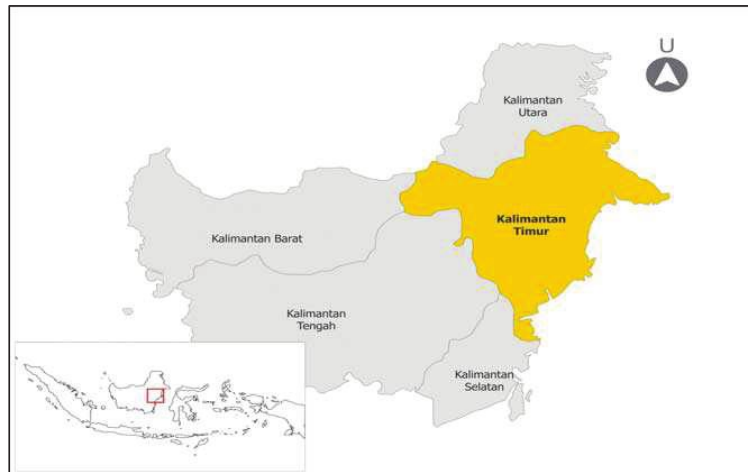 U
Kalimantan
Utara
Kalimantan
Timur
Kalimantan Barat
Kalimantan
Tengah
Kalimantan
Selatan